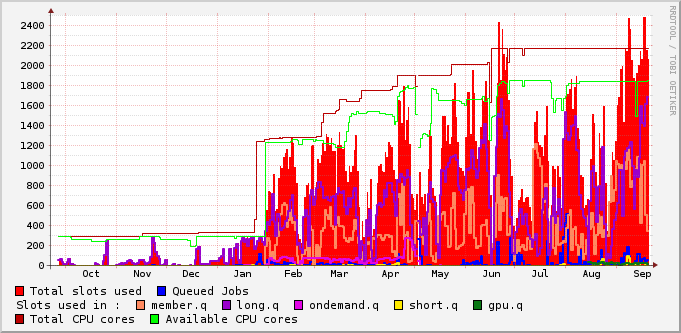 RRDTOOL / TOBI OETIKER
2400
2200
2000
1800
1600
1400
1200
1000
800
600
400
200
0
Oct Nov Dec Jan Feb Mar Apr May Jun Jul Aug Sep
Total slots used Queued Jobs
Slots used in : member.q long.q ondemand.q short.q gpu.q
Total CPU cores Available CPU cores